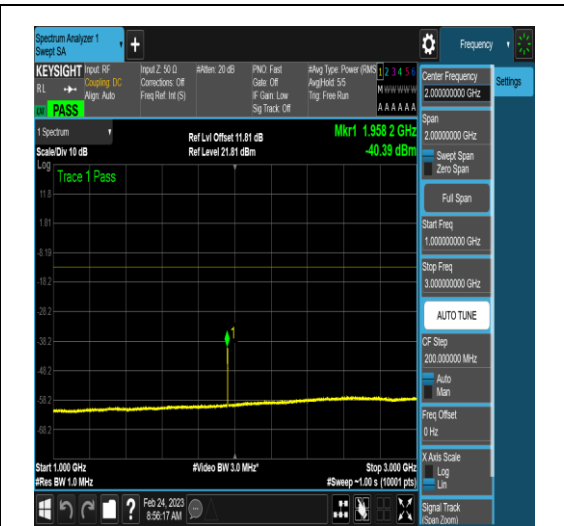 Spectrum Analyzer 1
Swept SA
+
Frequency
KEYSIGHT
RL
PASS
Input: RF
Coupling: DC
Align: Auto
Input Z: 50 Ω
Corrections: Off
Freq Ref: Int (S)
#Atten: 20 dB
PNO: Fast
Gate: Off
IF Gain: Low
Sig Track: Off
#Avg Type: Power (RMS
Avg|Hold: 5/5
Trig: Free Run
1 2 3 4 5 6
M W W W W W
A A A A A A
1 Spectrum
Scale/Div 10 dB
Ref Lvl Offset 11.81 dB
Ref Level 21.81 dBm
Mkr1 1.958 2 GHz
-40.39 dBm
Log
Trace 1 Pass
11.8
1.81
-8.19
-18.2
-28.2
-38.2
-48.2
-58.2
-68.2
1
Start 1.000 GHz
#Res BW 1.0 MHz
#Video BW 3.0 MHz*
Stop 3.000 GHz
#Sweep ~1.00 s (10001 pts)
Feb 24, 2023
8:56:17 AM
Center Frequency
2.000000000 GHz
Span
2.00000000 GHz
Swept Span
Zero Span
Full Span
Start Freq
1.000000000 GHz
Stop Freq
3.000000000 GHz
AUTO TUNE
CF Step
200.000000 MHz
Auto
Man
Freq Offset
0 Hz
X Axis Scale
Log
Lin
Signal Track
(Span Zoom)
Settings